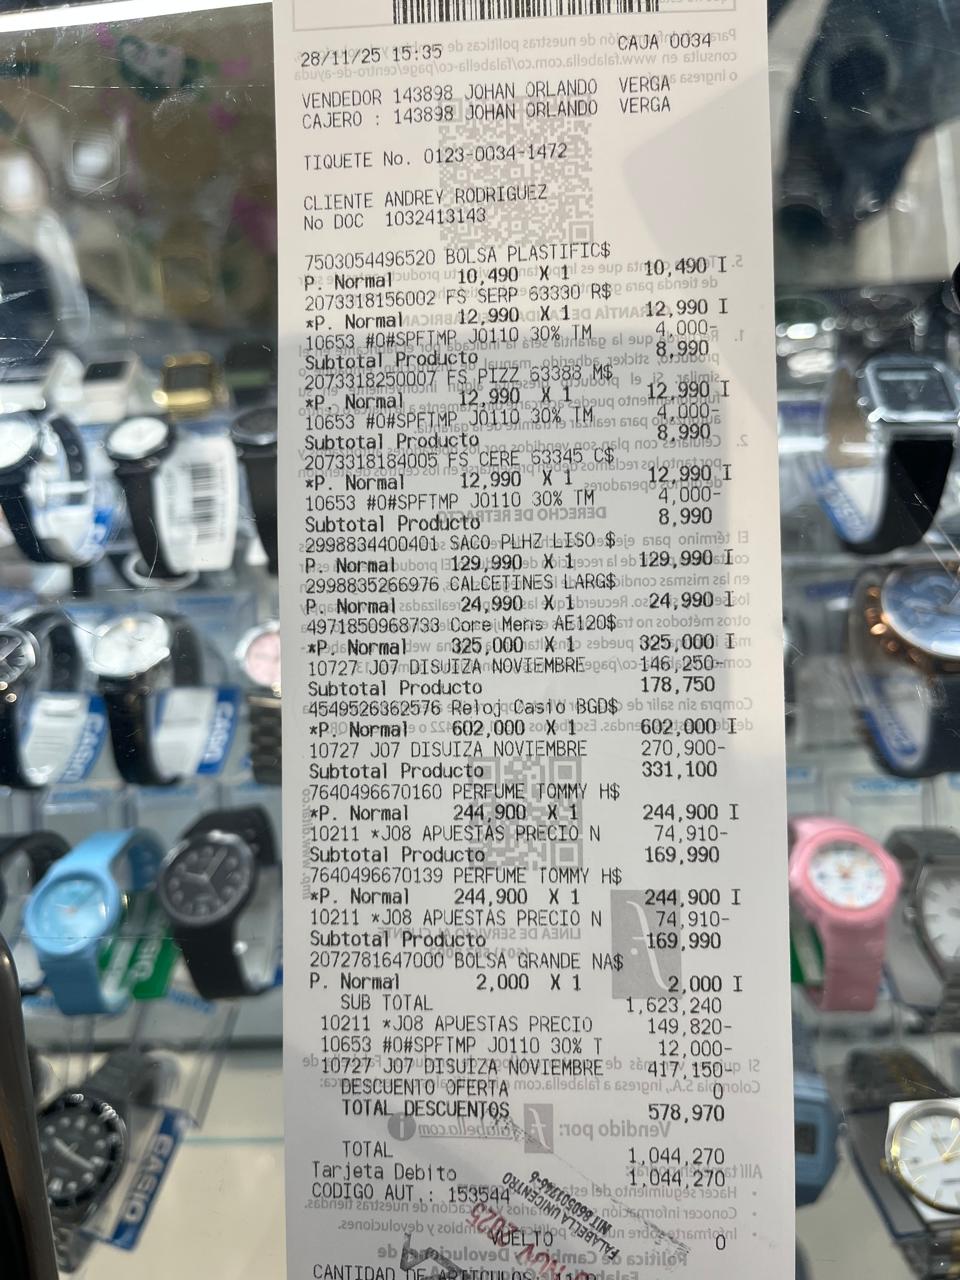 28/11/25 15:35 CAJA 0034
VENDEDOR 143898 JOHAN ORLANDO VERGA
CAJERO : 143898 JOHAN ORLANDO VERGA
TIQUETE No. 0123-0034-1472
CLIENTE ANDREY RODRIGUEZ
No DOC 1032413143
7503054496520 BOLSA PLASTIFIC$
P. Normal 10,490 X 1 10,490 I
2073318156002 FS SERP 63330 R$
*P. Normal 12,990 X 1 12,990 I
10653 #0#SPFTMP J0110 30% TM 4,000-
Subtotal Producto 8,990
2073318250007 FS PIZZ 63388 M$
*P. Normal 12,990 X 1 12,990 I
10653 #0#SPFTMP J0110 30% TM 4,000-
Subtotal Producto 8,990
2073318184005 FS CERE 63345 C$
*P. Normal 12,990 X 1 12,990 I
10653 #0#SPFTMP J0110 30% TM 4,000-
Subtotal Producto 8,990
2998834400401 SACO PLHZ LISO $
P. Normal 129,990 X 1 129,990 I
2998835266976 CALCETINES LARG$
P. Normal 24,990 X 1 24,990 I
4971850968733 Core Mens AE120$
*P. Normal 325,000 X 1 325,000 I
10727 J07 DISUIZA NOVIEMBRE 146,250-
Subtotal Producto 178,750
4549526362576 Reloj Casio BGD$
*P. Normal 602,000 X 1 602,000 I
10727 J07 DISUIZA NOVIEMBRE 270,900-
Subtotal Producto 331,100
7640496670160 PERFUME TOMMY H$
*P. Normal 244,900 X 1 244,900 I
10211 *J08 APUESTAS PRECIO N 74,910-
Subtotal Producto 169,990
7640496670139 PERFUME TOMMY H$
*P. Normal 244,900 X 1 244,900 I
10211 *J08 APUESTAS PRECIO N 74,910-
Subtotal Producto 169,990
2072781647000 BOLSA GRANDE NA$
P. Normal 2,000 X 1 2,000 I
SUB TOTAL 1,623,240
10211 *J08 APUESTAS PRECIO 149,820-
10653 #0#SPFTMP J0110 30% T 12,000-
10727 J07 DISUIZA NOVIEMBRE 417,150-
DESCUENTO OFERTA 0
TOTAL DESCUENTOS 578,970
TOTAL 1,044,270
Tarjeta Debito 1,044,270
CODIGO AUT.: 153544
FALABELLA UNICENTRO
VUELTO 0
CANTIDAD DE ARTICULOS
CASIO
CASIO
CASIO